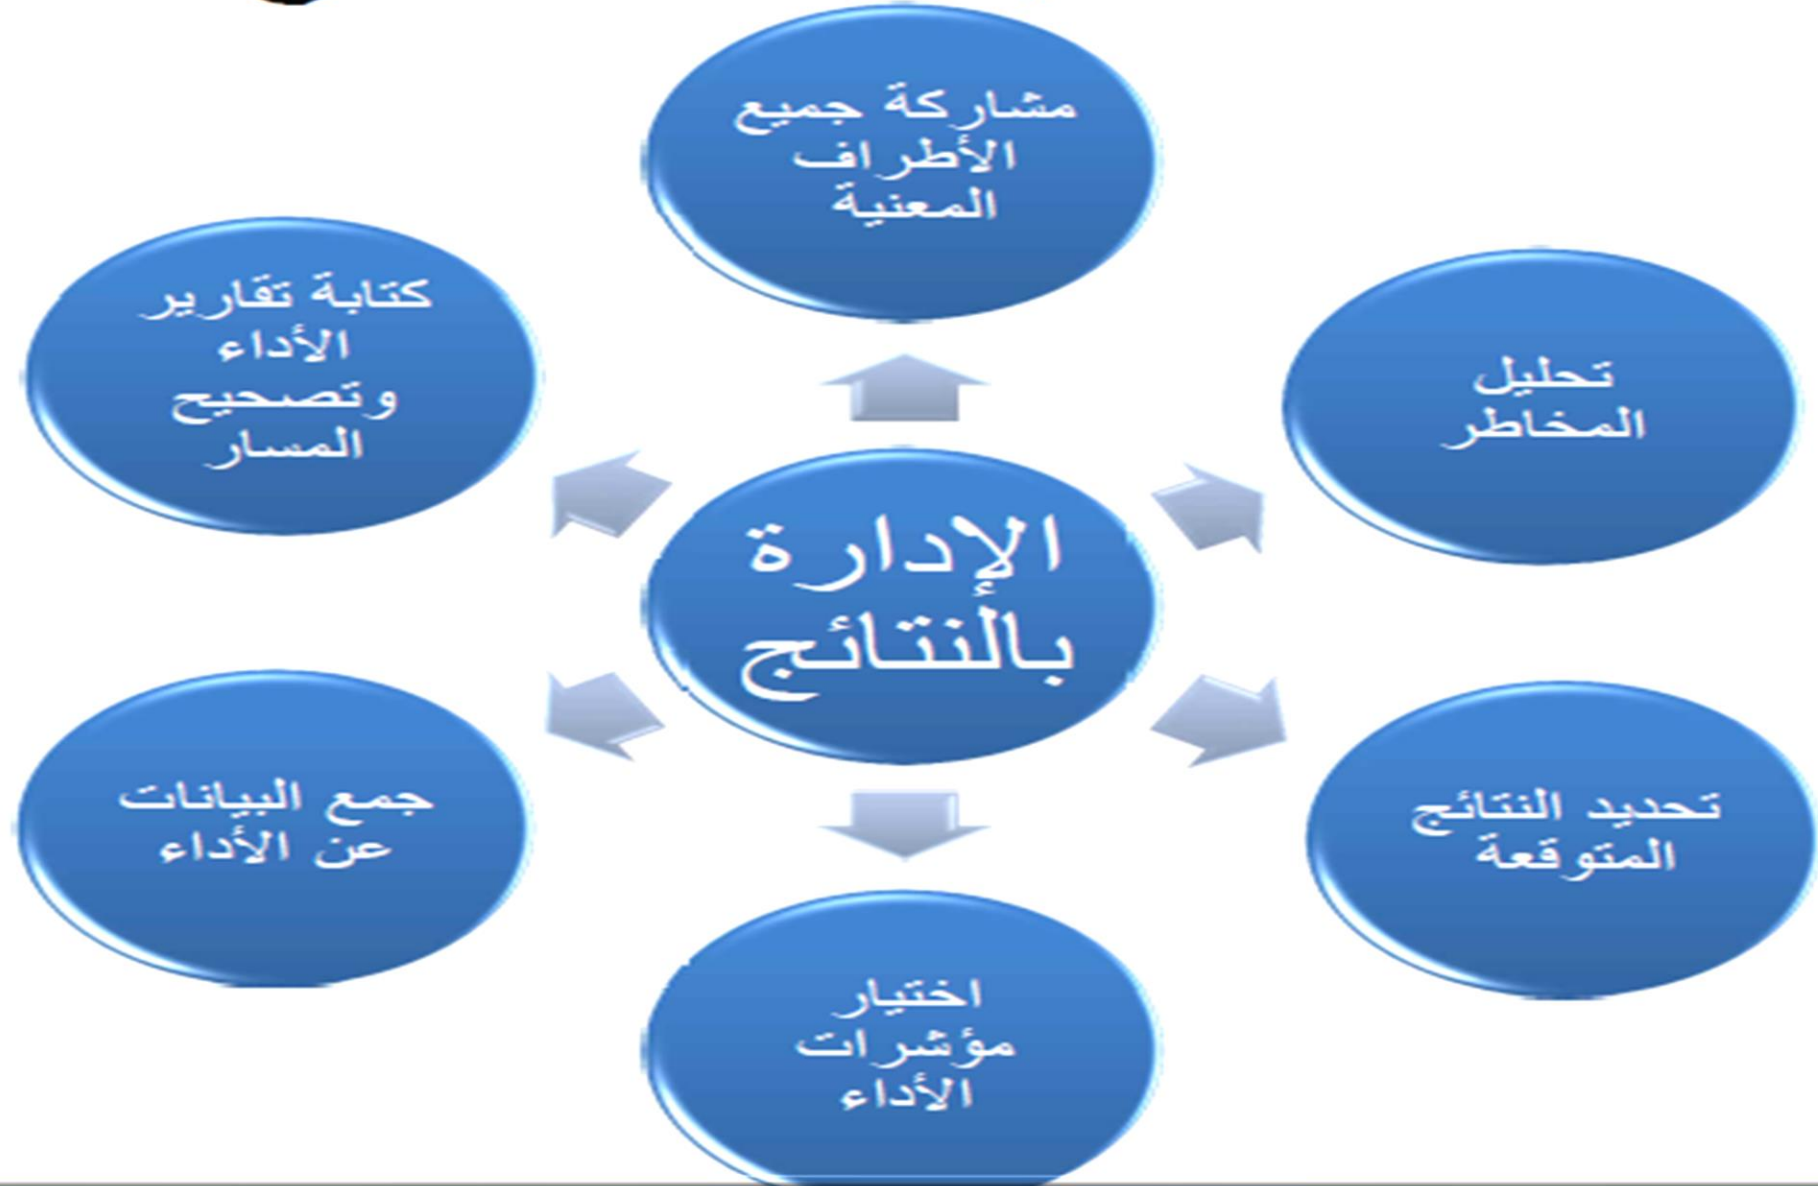 مشاركة جميع
الأطراف
المعنية
تحليل
المخاطر
تحديد النتائج
المتوقعة
اختيار
مؤشرات
الأداء
جمع البيانات
عن الأداء
كتابة تقارير
الأداء
وتصحيح
المسار
الإدارة
بالنتائج